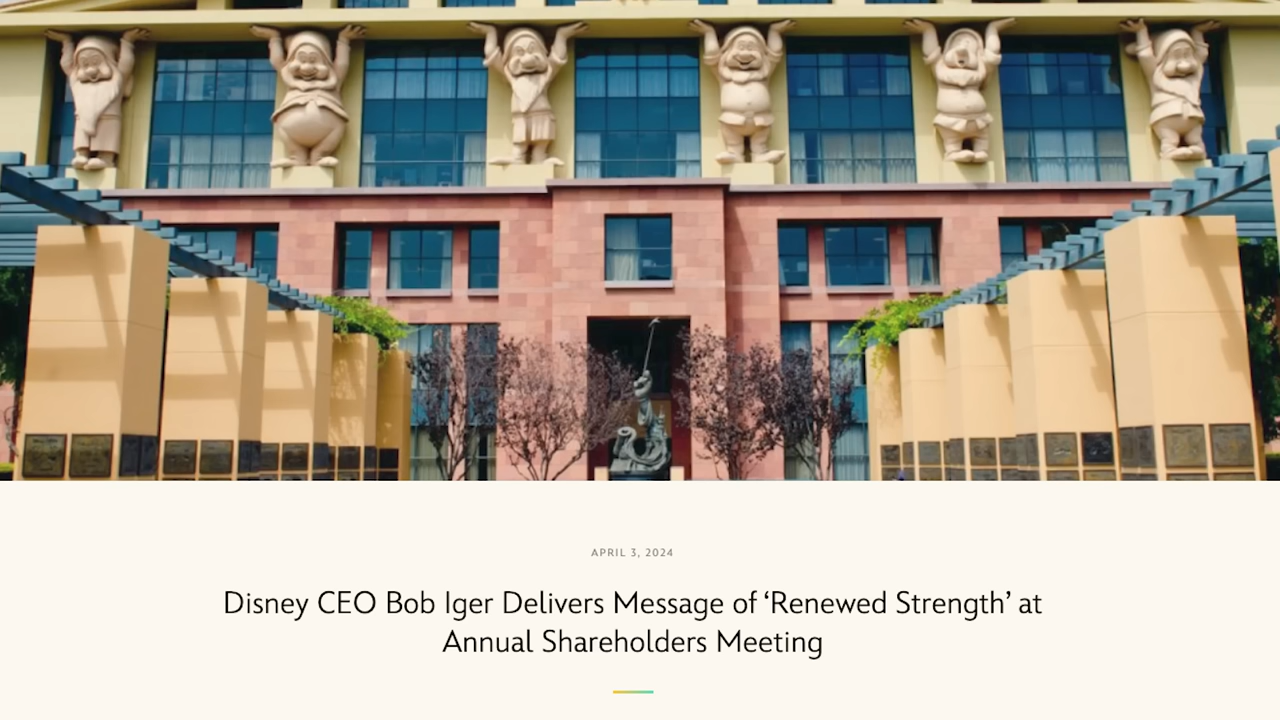 APRIL 3, 2024
Disney CEO Bob Iger Delivers Message of ‘Renewed Strength’ at
Annual Shareholders Meeting